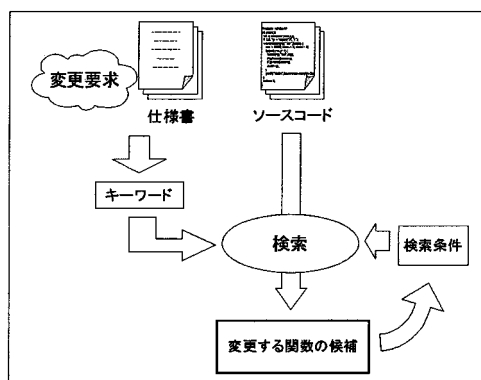 変更要求
仕様書
ソースコード
キーワード
検索
検索条件
変更する関数の候補